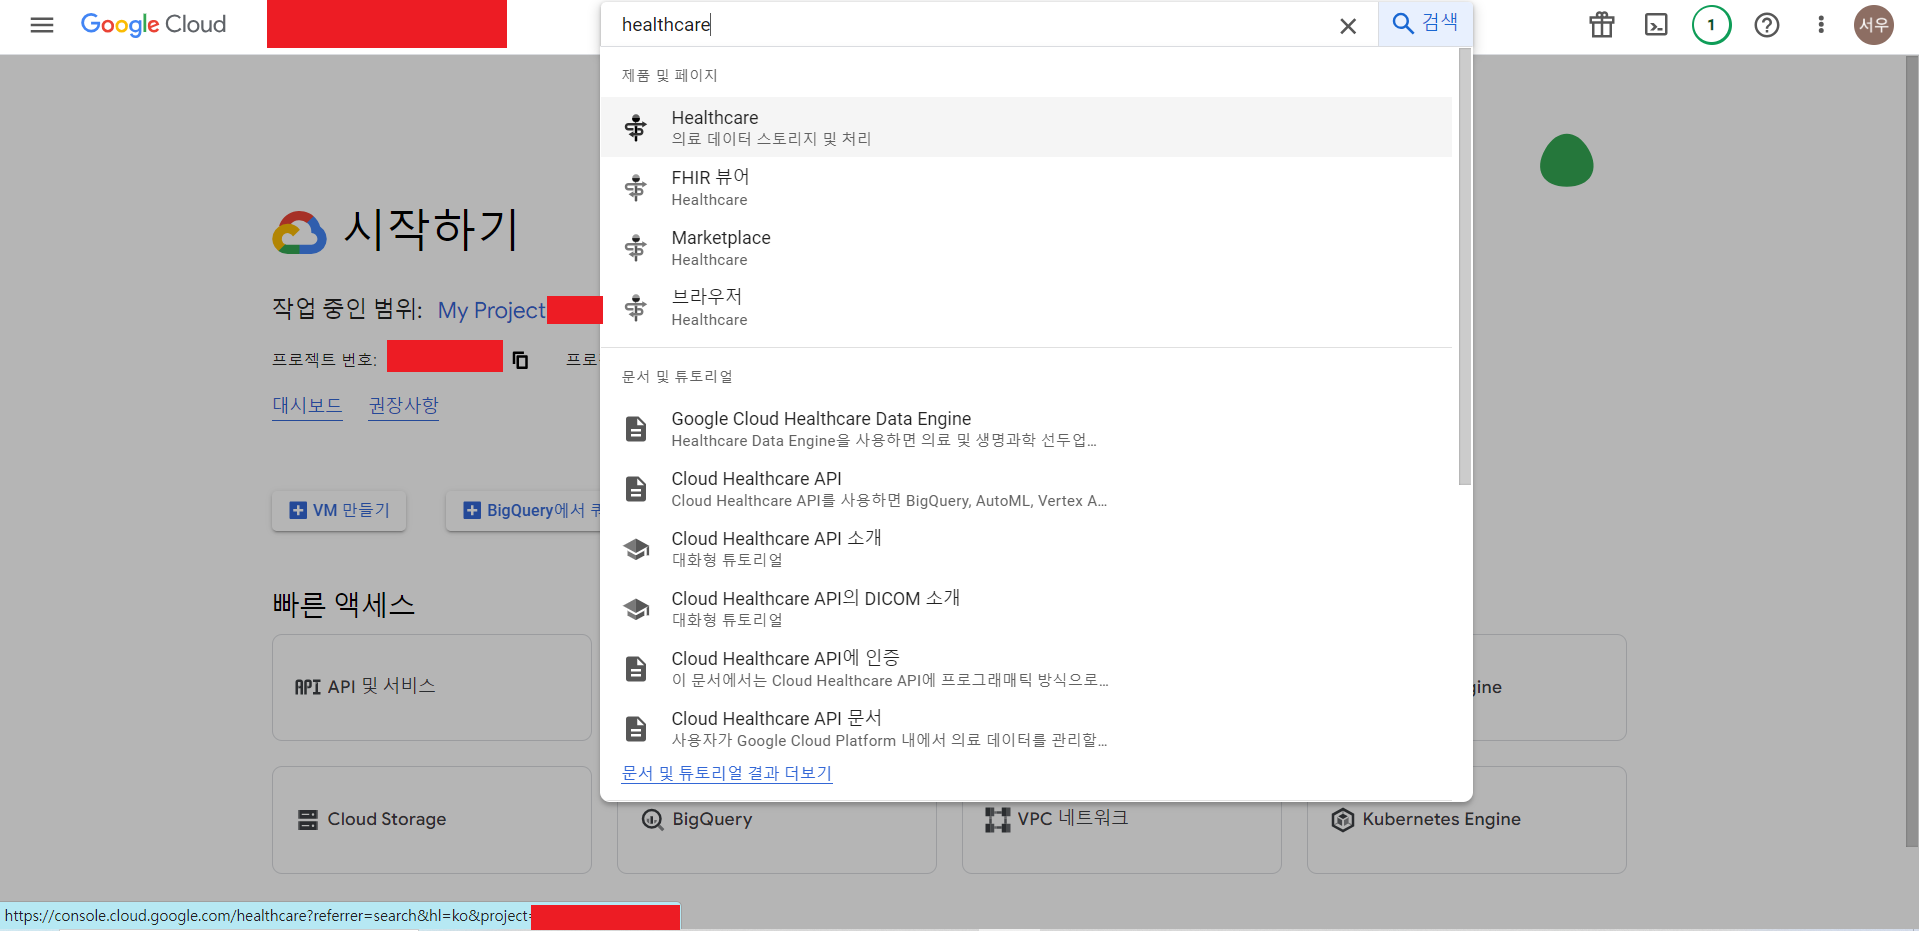 Google Cloud
healthcare
검색
1
서우
제품 및 페이지
Healthcare
의료 데이터 스토리지 및 처리
FHIR 뷰어
Healthcare
Marketplace
Healthcare
브라우저
Healthcare
문서 및 튜토리얼
Google Cloud Healthcare Data Engine
Healthcare Data Engine을 사용하면 의료 및 생명과학 선두업...
Cloud Healthcare API
Cloud Healthcare API를 사용하면 BigQuery, AutoML, Vertex A...
Cloud Healthcare API 소개
대화형 튜토리얼
Cloud Healthcare API의 DICOM 소개
대화형 튜토리얼
Cloud Healthcare API에 인증
이 문서에서는 Cloud Healthcare API에 프로그래매틱 방식으로...
Cloud Healthcare API 문서
사용자가 Google Cloud Platform 내에서 의료 데이터를 관리할...
문서 및 튜토리얼 결과 더보기
시작하기
작업 중인 범위: My Project
프로젝트 번호:
대시보드 권장사항
VM 만들기
BigQuery에서
빠른 액세스
API API 및 서비스
Cloud Storage
BigQuery
VPC 네트워크
Kubernetes Engine
https://console.cloud.google.com/healthcare?referrer=search&hl=ko&project=